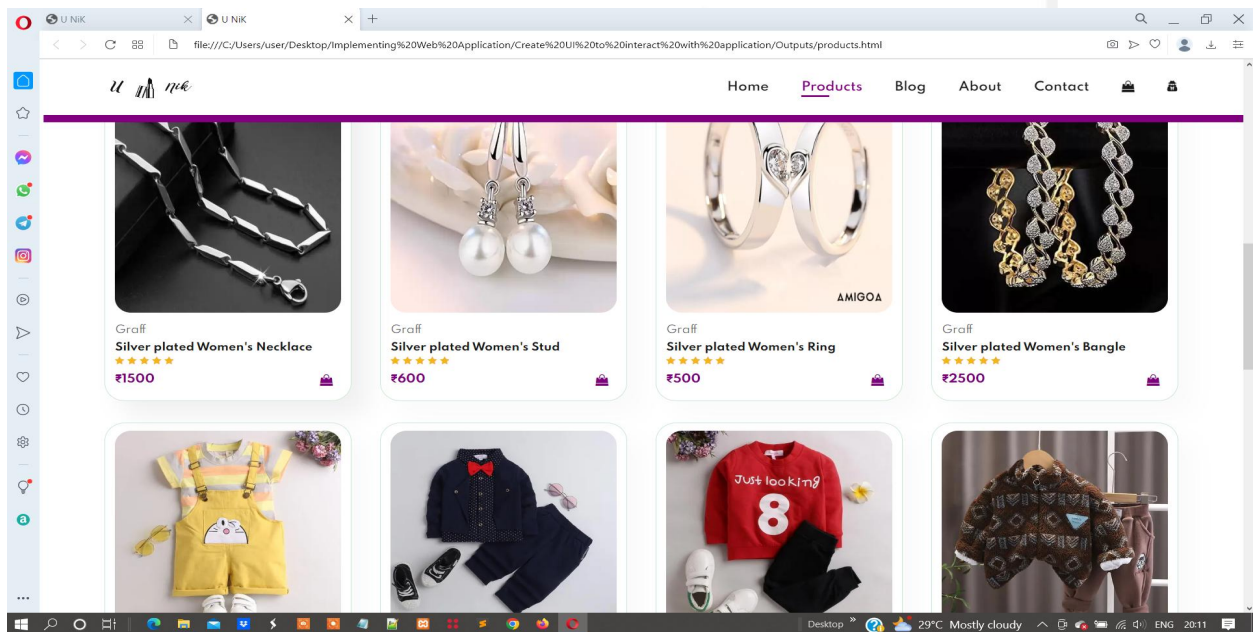 U NiK
U NiK
file:///C:/Users/user/Desktop/Implementing%20Web%20Application/Create%20UI%20to%20interact%20with%20application/Outputs/products.html
U nik
Home Products Blog About Contact
AMIGOA
Graff Graff Graff Graff
Silver plated Women's Necklace Silver plated Women's Stud Silver plated Women's Ring Silver plated Women's Bangle
₹1500 ₹600 ₹500 ₹2500
Just looking
8
Desktop 29°C Mostly cloudy ENG 20:11